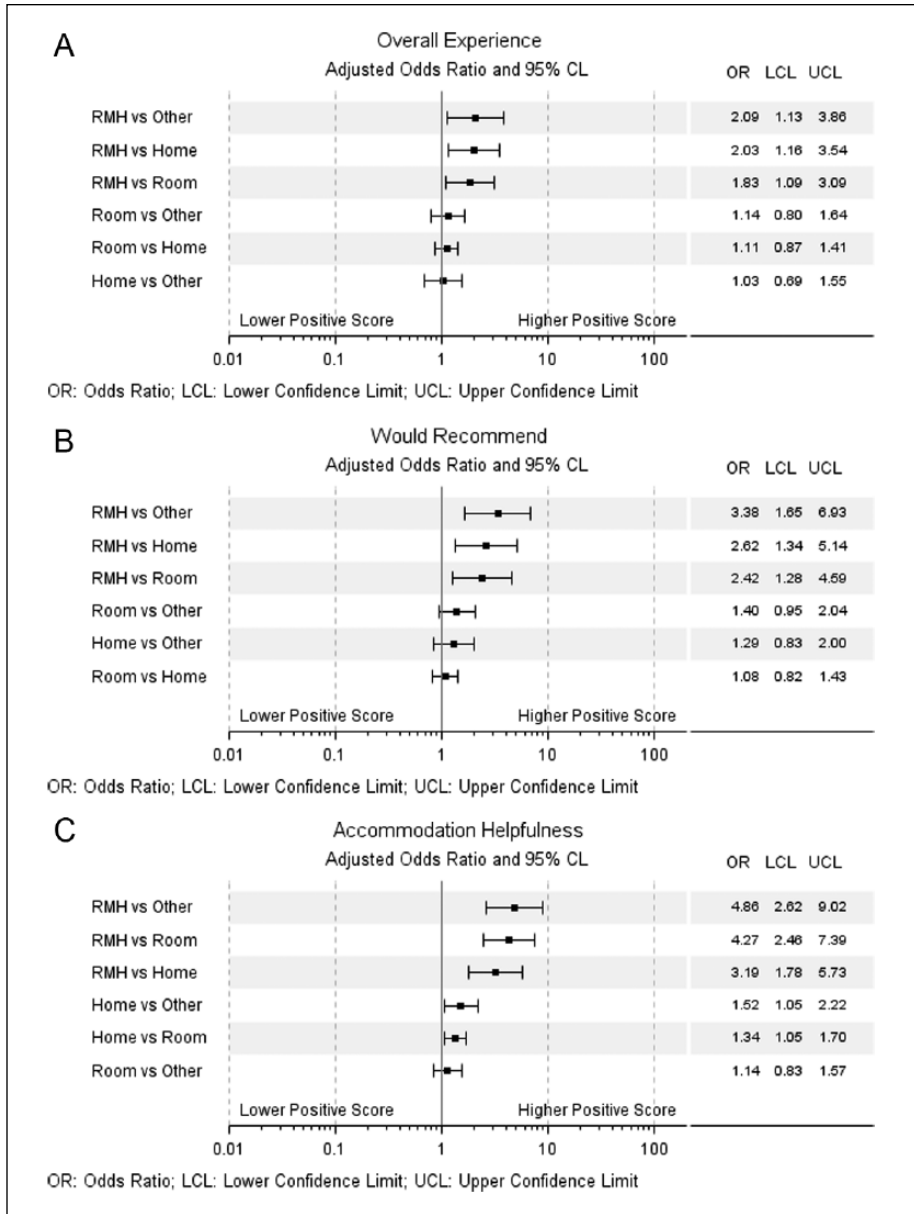 A
Overall Experience
Adjusted Odds Ratio and 95% CL
OR LCL UCL
RMH vs Other 2.09 1.13 3.86
RMH vs Home 2.03 1.16 3.54
RMH vs Room 1.83 1.09 3.09
Room vs Other 1.14 0.80 1.64
Room vs Home 1.11 0.87 1.41
Home vs Other 1.03 0.69 1.55
Lower Positive Score Higher Positive Score
0.01 0.1 1 10 100
OR: Odds Ratio; LCL: Lower Confidence Limit; UCL: Upper Confidence Limit
B
Would Recommend
Adjusted Odds Ratio and 95% CL
OR LCL UCL
RMH vs Other 3.38 1.65 6.93
RMH vs Home 2.62 1.34 5.14
RMH vs Room 2.42 1.28 4.59
Room vs Other 1.40 0.95 2.04
Home vs Other 1.29 0.83 2.00
Room vs Home 1.08 0.82 1.43
Lower Positive Score Higher Positive Score
0.01 0.1 1 10 100
OR: Odds Ratio; LCL: Lower Confidence Limit; UCL: Upper Confidence Limit
C
Accommodation Helpfulness
Adjusted Odds Ratio and 95% CL
OR LCL UCL
RMH vs Other 4.86 2.62 9.02
RMH vs Room 4.27 2.46 7.39
RMH vs Home 3.19 1.78 5.73
Home vs Other 1.52 1.05 2.22
Home vs Room 1.34 1.05 1.70
Room vs Other 1.14 0.83 1.57
Lower Positive Score Higher Positive Score
0.01 0.1 1 10 100
OR: Odds Ratio; LCL: Lower Confidence Limit; UCL: Upper Confidence Limit